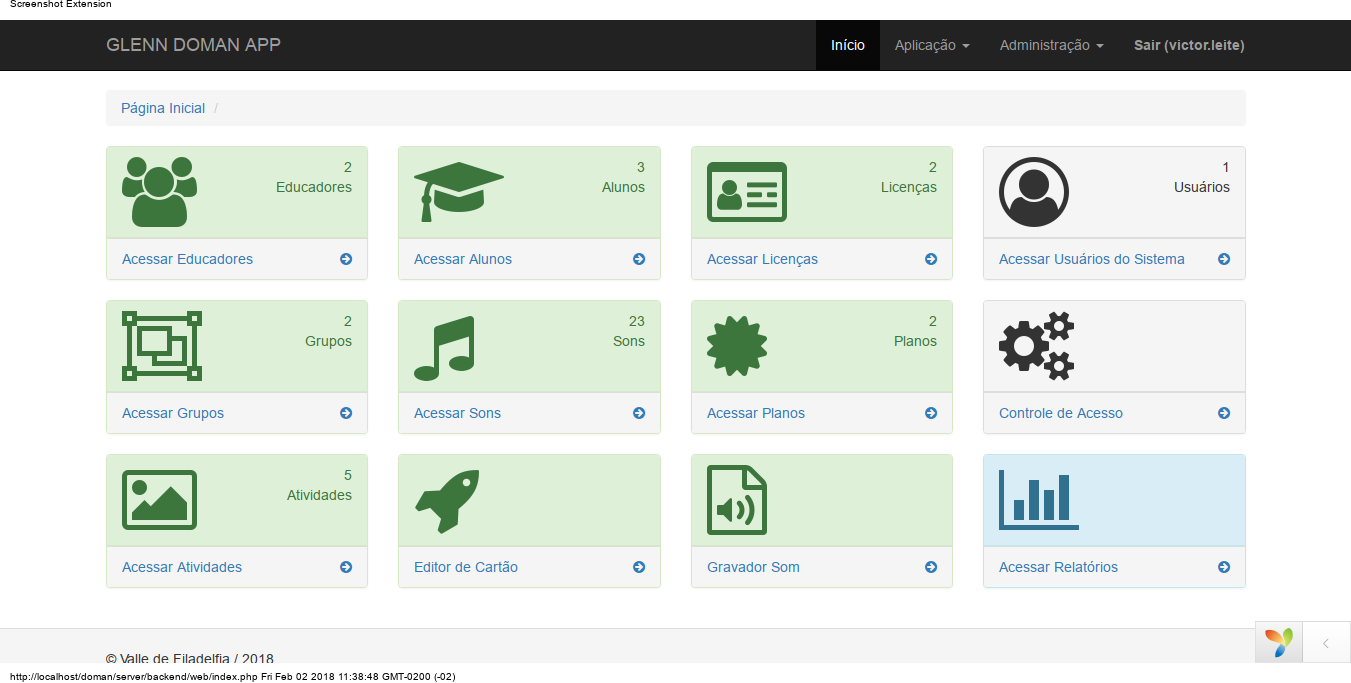 Screenshot Extension
GLENN DOMAN APP
Início Aplicação Administração Sair (victor.leite)
Página Inicial /
2 3 2 1
Educadores Alunos Licenças Usuários
Acessar Educadores Acessar Alunos Acessar Licenças Acessar Usuários do Sistema
2 23 2
Grupos Sons Planos
Acessar Grupos Acessar Sons Acessar Planos Controle de Acesso
5
Atividades
Acessar Atividades Editor de Cartão Gravador Som Acessar Relatórios
© Valle de Filadelfia / 2018
http://localhost/doman/server/backend/web/index.php Fri Feb 02 2018 11:38:48 GMT-0200 (-02)